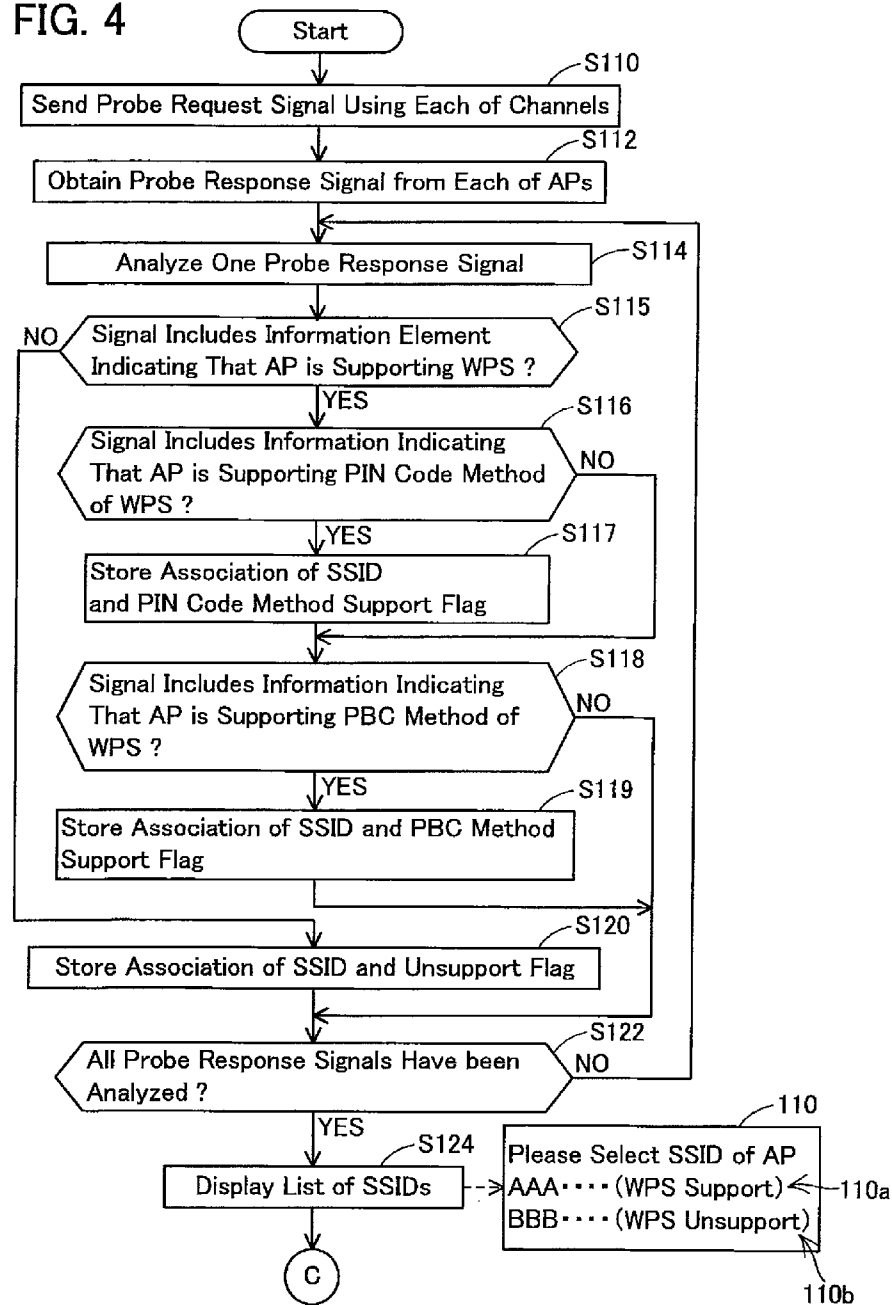 FIG. 4
Start
S110
Send Probe Request Signal Using Each of Channels
S112
Obtain Probe Response Signal from Each of APs
S114
Analyze One Probe Response Signal
S115
NO
Signal Includes Information Element
Indicating That AP is Supporting WPS ?
YES
S116
Signal Includes Information Indicating
That AP is Supporting PIN Code Method
of WPS ?
NO
YES
S117
Store Association of SSID
and PIN Code Method Support Flag
S118
Signal Includes Information Indicating
That AP is Supporting PBC Method of
WPS ?
NO
YES
S119
Store Association of SSID and PBC Method
Support Flag
S120
Store Association of SSID and Unsupport Flag
S122
All Probe Response Signals Have been
Analyzed ?
NO
YES
S124
Display List of SSIDs
110
Please Select SSID of AP
AAA････(WPS Support)
110a
BBB････(WPS Unsupport)
110b
C